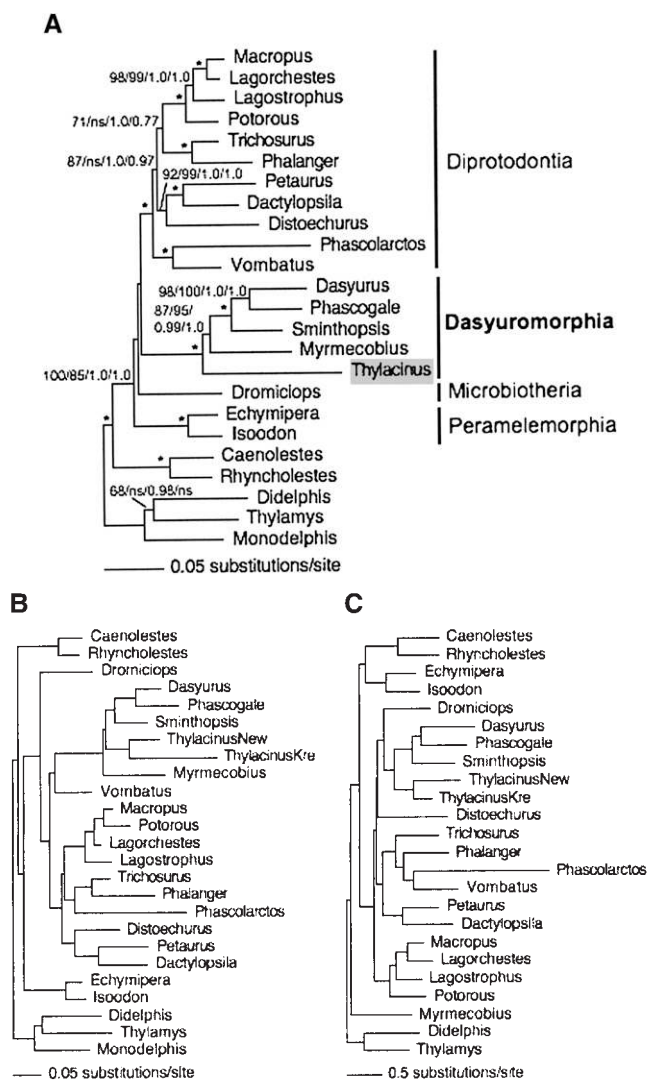 A
Macropus
98/99/1.0/1.0
Lagorchestes
Lagostrophus
Potorous
71/ns/1.0/0.77
Trichosurus
87/ns/1.0/0.97
Phalanger
Diprotodontia
92/99/1.0/1.0
Petaurus
Dactylopsila
Distoechurus
Phascolarctos
Vombatus
98/100/1.0/1.0
Dasyurus
87/95/
0.99/1.0
Phascogale
Sminthopsis
Dasyuromorphia
Myrmecobius
Thylacinus
100/85/1.0/1.0
Dromiciops
Microbiotheria
Echymipera
Isoodon
Peramelemorphia
Caenolestes
Rhyncholestes
68/ns/0.98/ns
Didelphis
Thylamys
Monodelphis
0.05 substitutions/site
B
Caenolestes
Rhyncholestes
Dromiciops
Dasyurus
Phascogale
Sminthopsis
ThylacinusNew
ThylacinusKre
Myrmecobius
Vombatus
Macropus
Potorous
Lagorchestes
Lagostrophus
Trichosurus
Phalanger
Phascolarctos
Distoechurus
Petaurus
Dactylopsila
Echymipera
Isoodon
Didelphis
Thylamys
Monodelphis
0.05 substitutions/site
C
Caenolestes
Rhyncholestes
Echymipera
Isoodon
Dromiciops
Dasyurus
Phascogale
Sminthopsis
ThylacinusNew
ThylacinusKre
Distoechurus
Trichosurus
Phalanger
Phascolarctos
Vombatus
Petaurus
Dactylopsila
Macropus
Lagorchestes
Lagostrophus
Potorous
Myrmecobius
Didelphis
Thylamys
0.5 substitutions/site